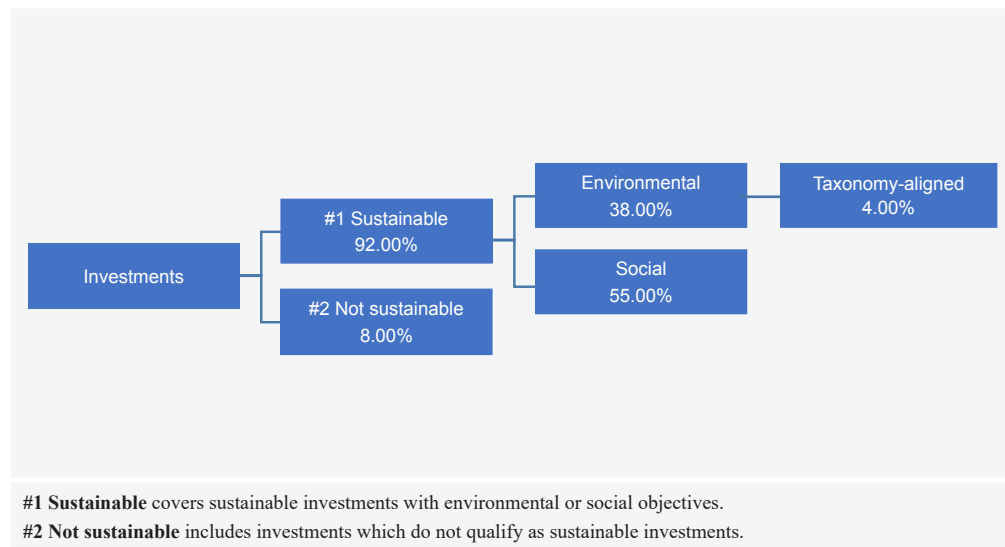 Investments
#1 Sustainable
92.00%
#2 Not sustainable
8.00%
Environmental
38.00%
Social
55.00%
Taxonomy-aligned
4.00%
#1 Sustainable covers sustainable investments with environmental or social objectives.
#2 Not sustainable includes investments which do not qualify as sustainable investments.